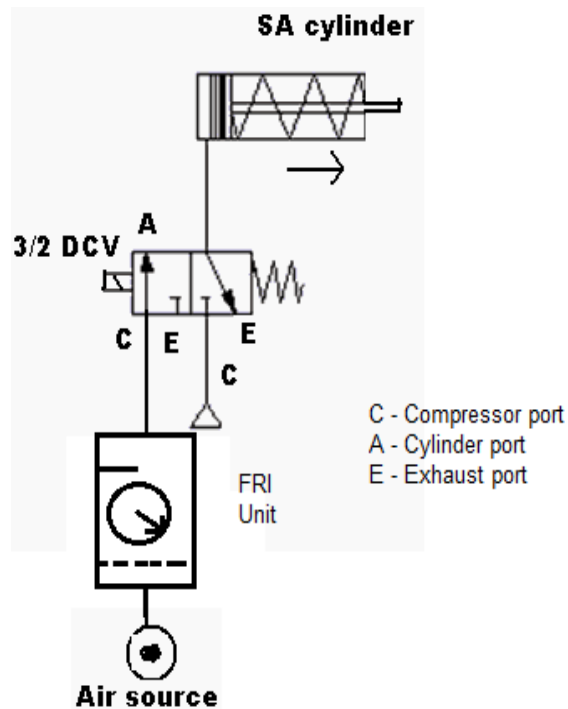 SA cylinder
A
3/2 DCV
C E E
C
C - Compressor port
A - Cylinder port
E - Exhaust port
FRI
Unit
Air source